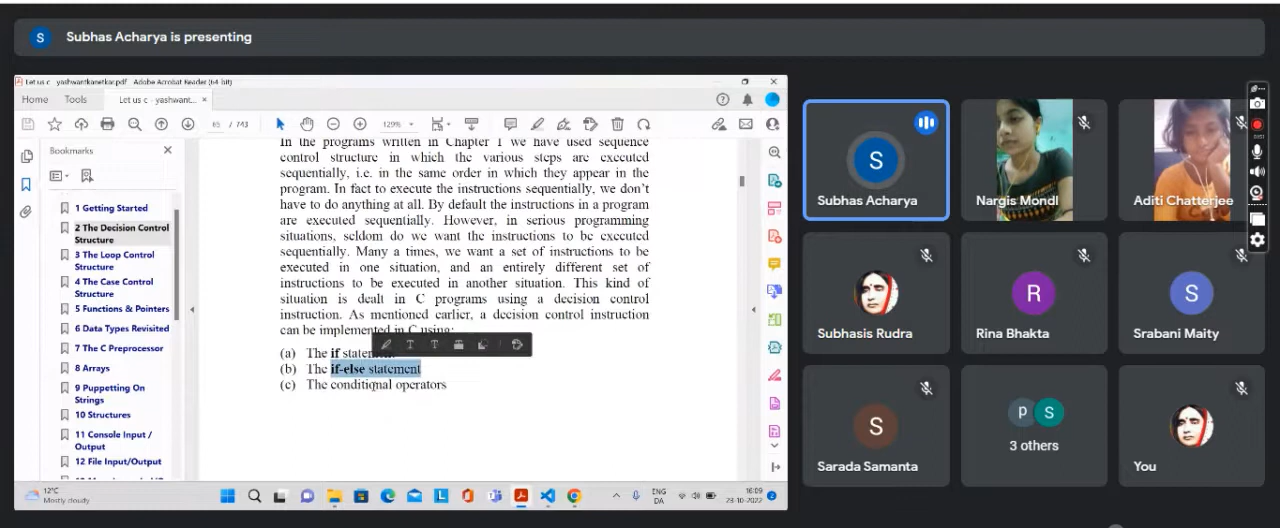 S Subhas Acharya is presenting
Let us c - yashwantkanetkar.pdf - Adobe Acrobat Reader (64-bit)
Home Tools Let us c - yashwant... ×
65 / 743 129%
Bookmarks
1 Getting Started
2 The Decision Control
Structure
3 The Loop Control
Structure
4 The Case Control
Structure
5 Functions & Pointers
6 Data Types Revisited
7 The C Preprocessor
8 Arrays
9 Puppetting On
Strings
10 Structures
11 Console Input /
Output
12 File Input/Output
In the programs written in Chapter 1 we have used sequence
control structure in which the various steps are executed
sequentially, i.e. in the same order in which they appear in the
program. In fact to execute the instructions sequentially, we don't
have to do anything at all. By default the instructions in a program
are executed sequentially. However, in serious programming
situations, seldom do we want the instructions to be executed
sequentially. Many a times, we want a set of instructions to be
executed in one situation, and an entirely different set of
instructions to be executed in another situation. This kind of
situation is dealt in C programs using a decision control
instruction. As mentioned earlier, a decision control instruction
can be implemented in C using:
(a) The if
(b) The if-else statement
(c) The conditional operators
12°C
Mostly cloudy
ENG
DA
16:09
23-10-2022
S
Subhas Acharya
Nargis Mondl
Aditi Chatterjee
Subhasis Rudra
R
Rina Bhakta
S
Srabani Maity
S
Sarada Samanta
P S
3 others
You